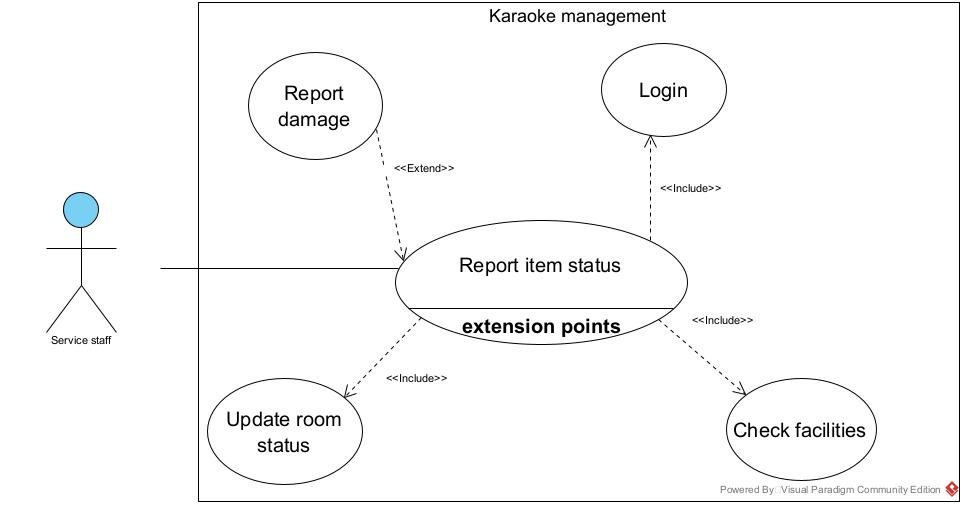 Karaoke management
Report
damage
Login
<<Extend>>
<<Include>>
Report item status
extension points
<<Include>>
Service staff
<<Include>>
Update room
status
Check facilities
Powered By Visual Paradigm Community Edition